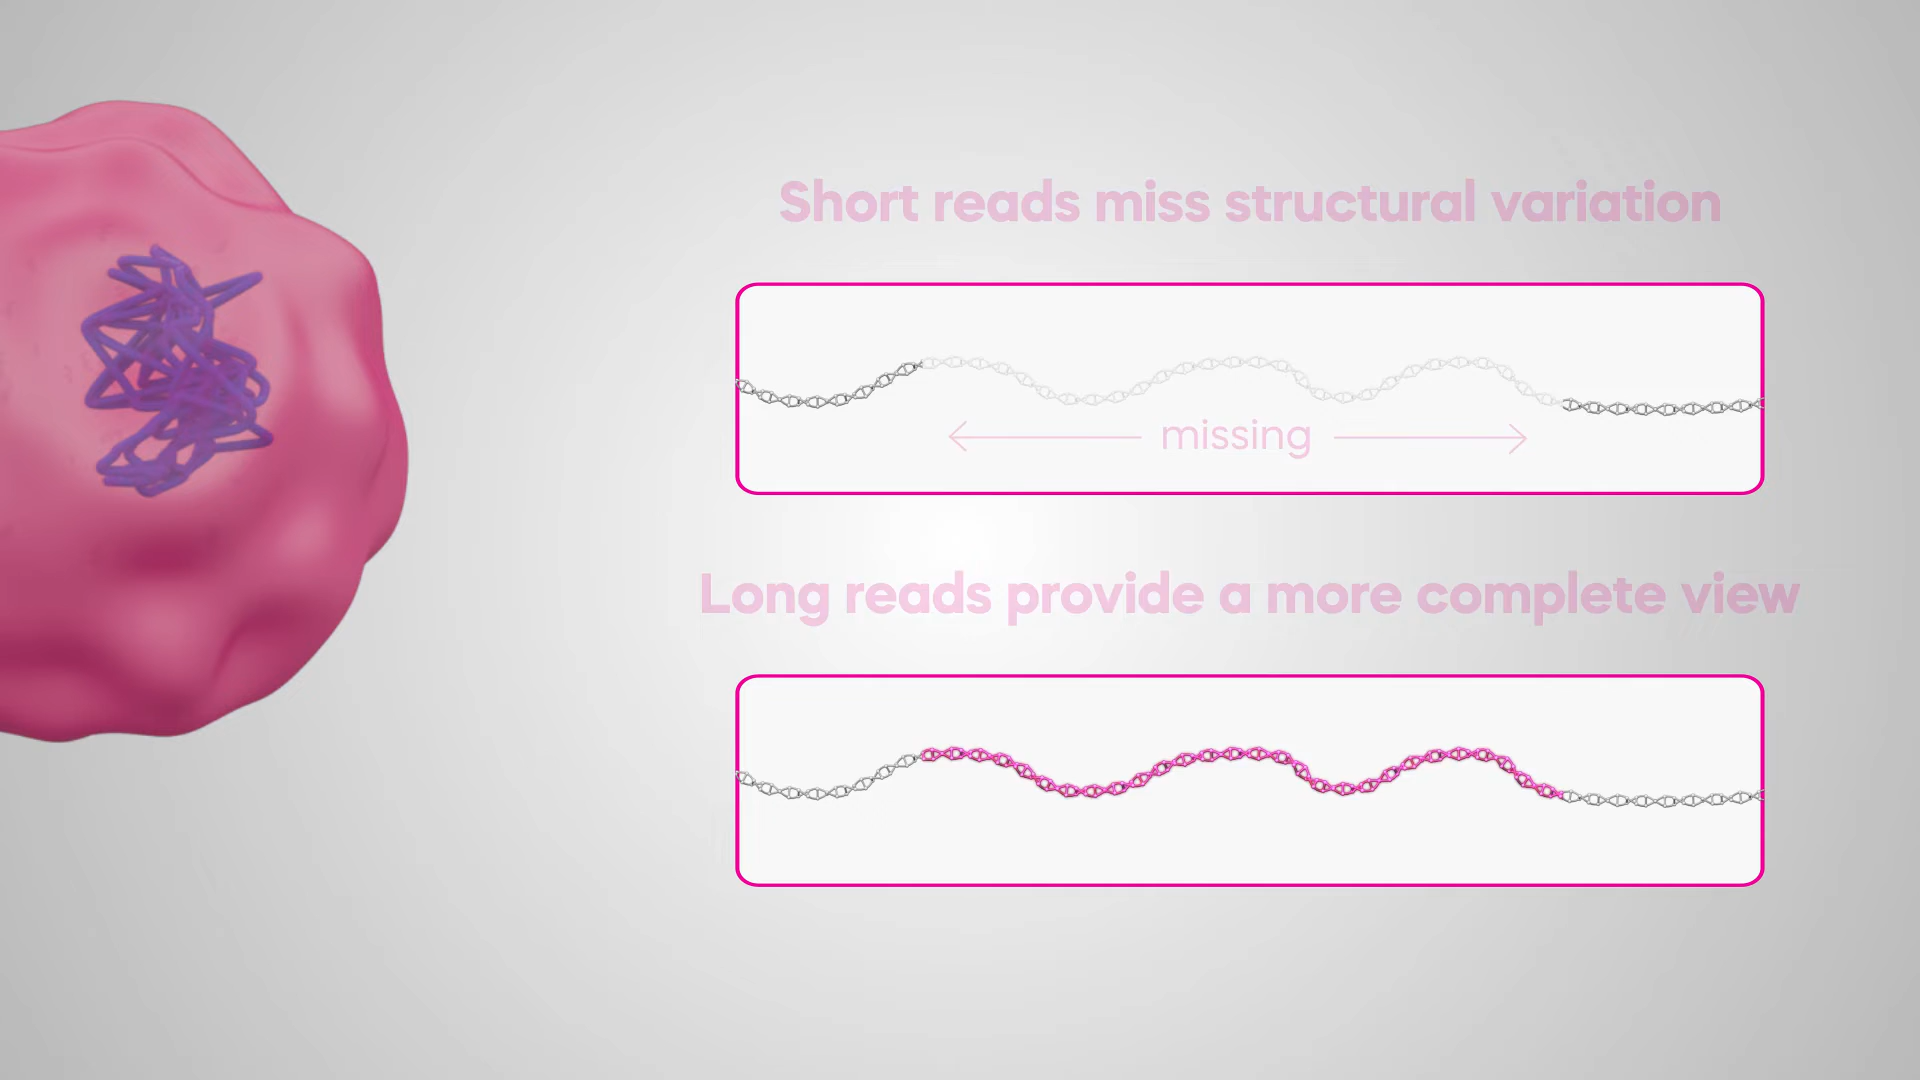 Short reads miss structural variation
missing
Long reads provide a more complete view